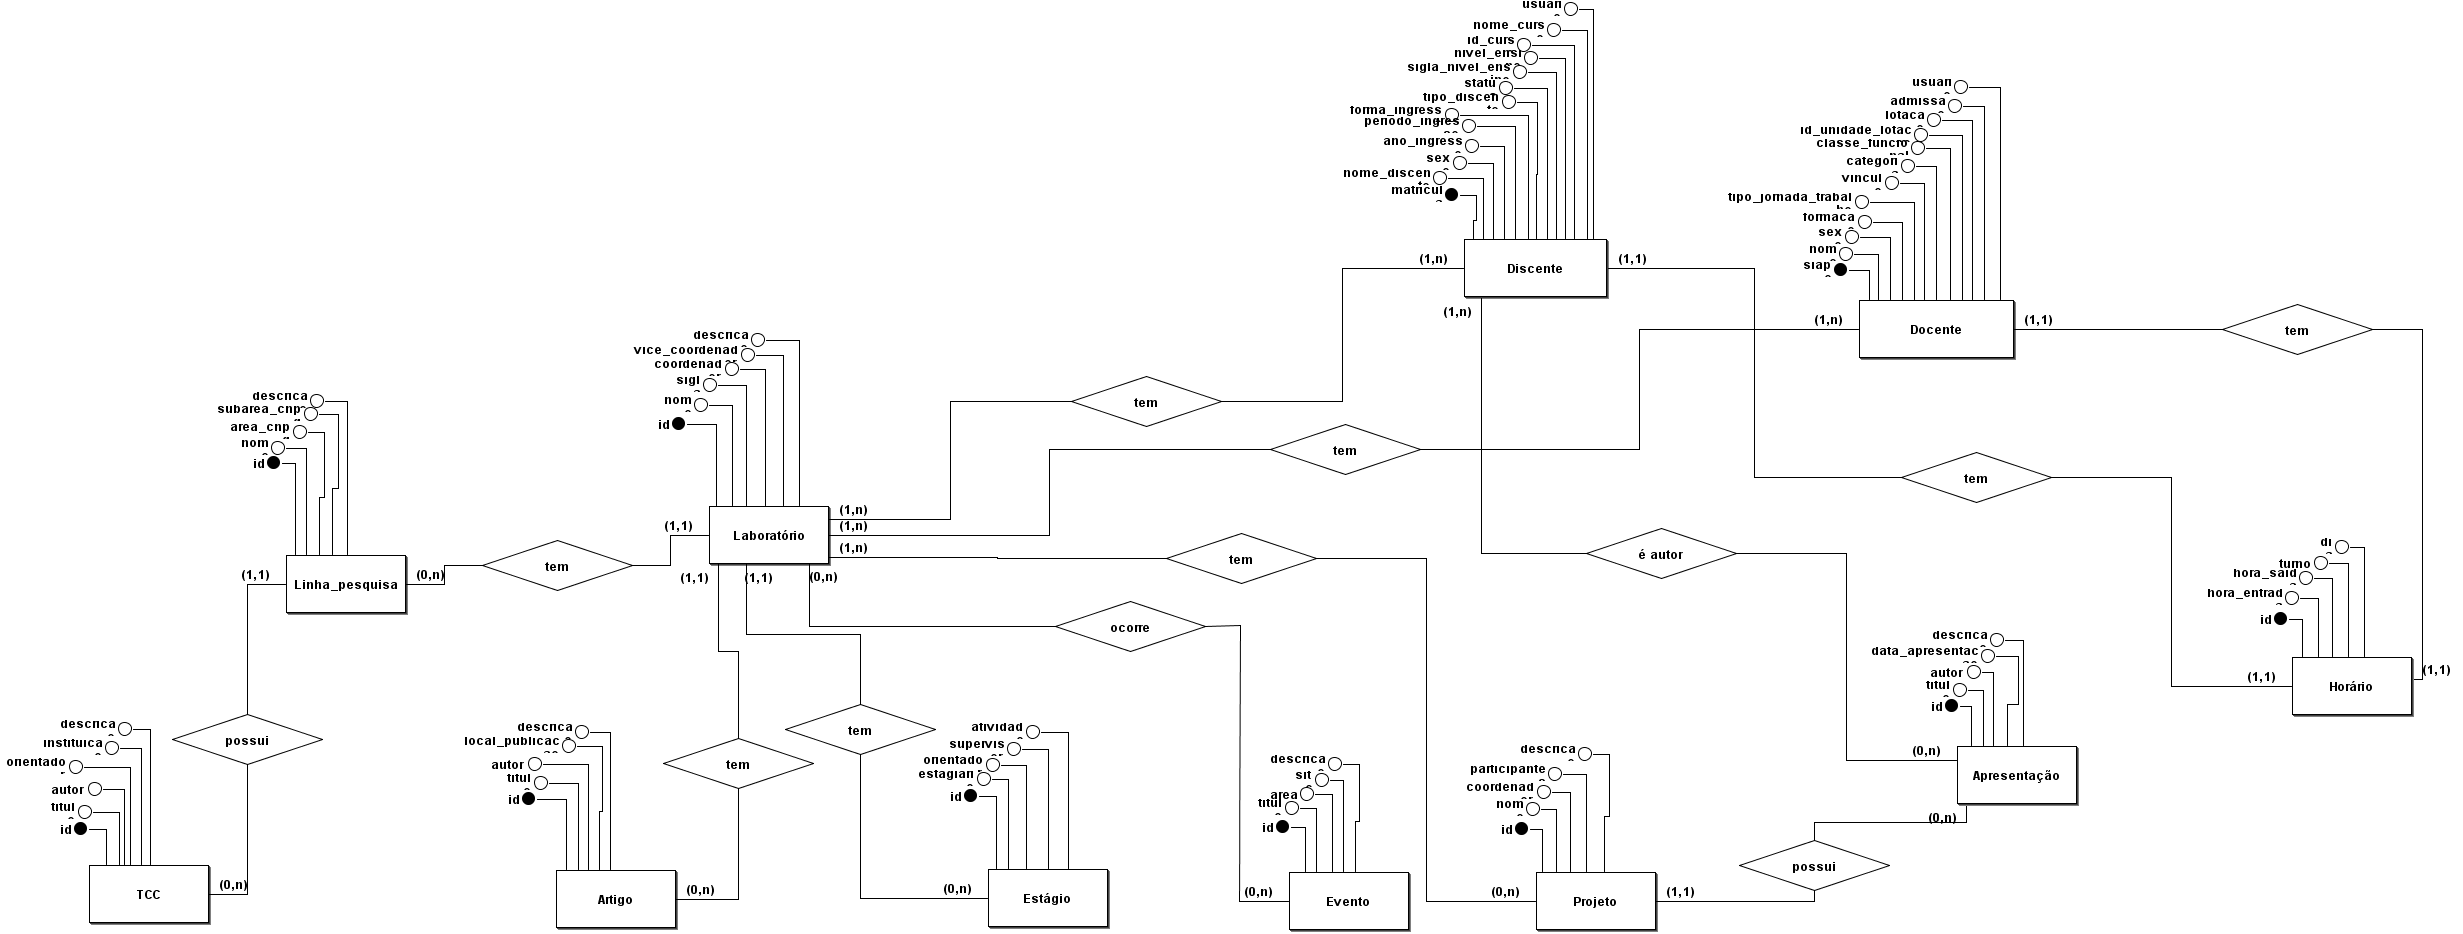 usuari
nome_curs
id_curs
nivel_ensi
sigla_nivel_ens
statu
tipo_discen
forma_ingress
periodo_ingres
ano_ingress
sex
nome_discen
matricul
Discente
(1,n)
(1,1)
(1,n)
usuari
admissa
lotaca
id_unidade_lotac
classe_funcio
categori
vincul
tipo_jornada_trabal
formaca
sex
nom
siap
Docente
(1,n)
(1,1)
tem
descrica
vice_coordenad
coordenad
sigl
nom
id
Laboratório
(1,1)
(1,n)
(1,n)
(1,n)
(1,1)
(1,1)
(0,n)
tem
tem
tem
ocorre
é autor
tem
descrica
subarea_cnp
area_cnp
nom
id
Linha_pesquisa
(1,1)
(0,n)
tem
possui
di
turno
hora_said
hora_entrad
id
Horário
(1,1)
(1,1)
descrica
data_apresentac
autor
titul
id
Apresentação
(0,n)
(0,n)
possui
descrica
instituica
orientado
autor
titul
id
TCC
(0,n)
descrica
local_publicac
autor
titul
id
Artigo
(0,n)
tem
tem
atividad
supervis
orientado
estagiari
id
Estágio
(0,n)
descrica
sit
area
titul
id
Evento
(0,n)
descrica
participante
coordenad
nom
id
Projeto
(0,n)
(1,1)